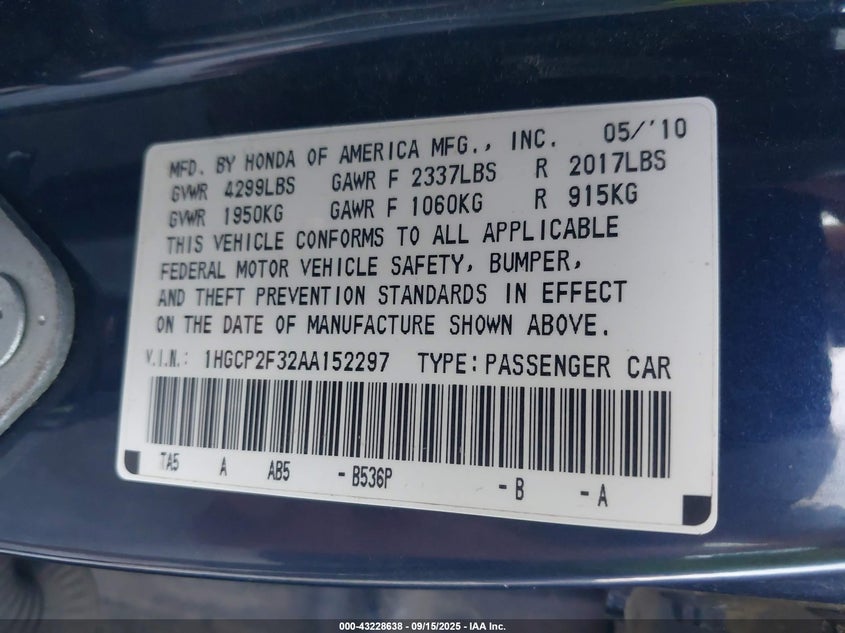 MFD. BY HONDA OF AMERICA MFG., INC. 05/'10
GVWR 4299LBS GAWR F 2337LBS R 2017LBS
GVWR 1950KG GAWR F 1060KG R 915KG
THIS VEHICLE CONFORMS TO ALL APPLICABLE
FEDERAL MOTOR VEHICLE SAFETY, BUMPER,
AND THEFT PREVENTION STANDARDS IN EFFECT
ON THE DATE OF MANUFACTURE SHOWN ABOVE.
V.I.N.: 1HGCP2F32AA152297 TYPE: PASSENGER CAR
TA5 A AB5 - B536P - B - A
000-43228638 - 09/15/2025 - IAA Inc.